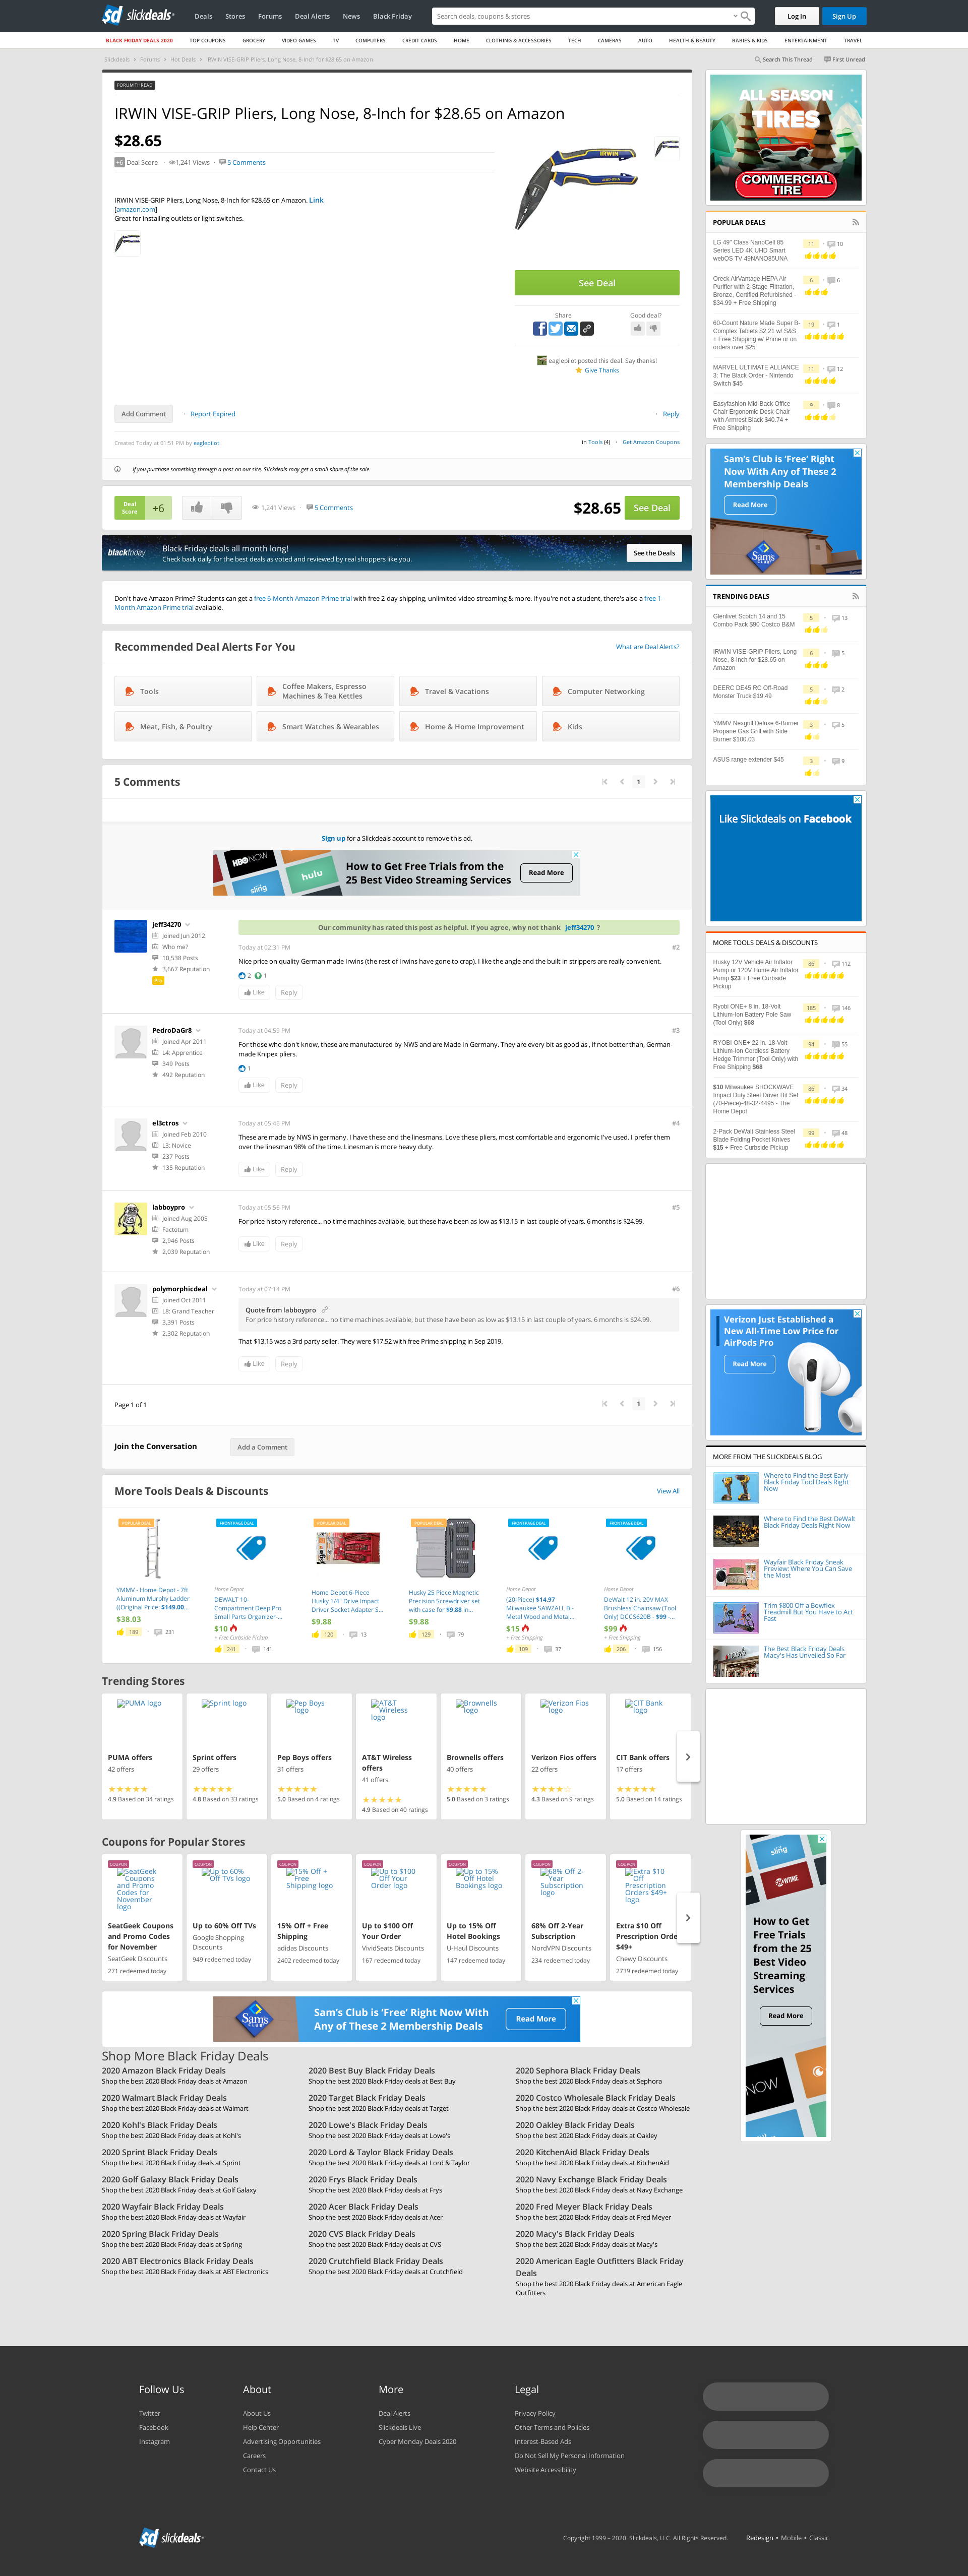 slickdeals
Deals
Stores
Forums
Deal Alerts
News
Black Friday
Search deals, coupons & stores
Log In
Sign Up
BLACK FRIDAY DEALS 2020
TOP COUPONS
GROCERY
VIDEO GAMES
TV
COMPUTERS
CREDIT CARDS
HOME
CLOTHING & ACCESSORIES
TECH
CAMERAS
AUTO
HEALTH & BEAUTY
BABIES & KIDS
ENTERTAINMENT
TRAVEL
Slickdeals › Forums › Hot Deals › IRWIN VISE-GRIP Pliers, Long Nose, 8-Inch for $28.65 on Amazon
Search This Thread
First Unread
FORUM THREAD
IRWIN VISE-GRIP Pliers, Long Nose, 8-Inch for $28.65 on Amazon
$28.65
+6 Deal Score · 1,241 Views · 5 Comments
IRWIN VISE-GRIP Pliers, Long Nose, 8-Inch for $28.65 on Amazon. Link
[amazon.com]
Great for installing outlets or light switches.
See Deal
Share
Good deal?
eaglepilot posted this deal. Say thanks!
Give Thanks
Add Comment
Report Expired
Reply
Created Today at 01:51 PM by eaglepilot
in Tools (4)
Get Amazon Coupons
If you purchase something through a post on our site, Slickdeals may get a small share of the sale.
Deal Score
+6
1,241 Views
5 Comments
$28.65
See Deal
blackfriday
Black Friday deals all month long!
Check back daily for the best deals as voted and reviewed by real shoppers like you.
See the Deals
Don't have Amazon Prime? Students can get a free 6-Month Amazon Prime trial with free 2-day shipping, unlimited video streaming & more. If you're not a student, there's also a free 1-
Month Amazon Prime trial available.
Recommended Deal Alerts For You
What are Deal Alerts?
Tools
Coffee Makers, Espresso
Machines & Tea Kettles
Travel & Vacations
Computer Networking
Meat, Fish, & Poultry
Smart Watches & Wearables
Home & Home Improvement
Kids
5 Comments
1
Sign up for a Slickdeals account to remove this ad.
HBO NOW
sling
hulu
How to Get Free Trials from the
25 Best Video Streaming Services
Read More
jeff34270
Joined Jun 2012
Who me?
10,538 Posts
3,667 Reputation
Pro
Our community has rated this post as helpful. If you agree, why not thank jeff34270 ?
Today at 02:31 PM
#2
Nice price on quality German made Irwins (the rest of Irwins have gone to crap). I like the angle and the built in strippers are really convenient.
2
1
Like
Reply
PedroDaGr8
Joined Apr 2011
L4: Apprentice
349 Posts
492 Reputation
Today at 04:59 PM
#3
For those who don't know, these are manufactured by NWS and are Made In Germany. They are every bit as good as , if not better than, German-
made Knipex pliers.
1
Like
Reply
el3ctros
Joined Feb 2010
L3: Novice
237 Posts
135 Reputation
Today at 05:46 PM
#4
These are made by NWS in germany. I have these and the linesmans. Love these pliers, most comfortable and ergonomic I've used. I prefer them
over the linesman 98% of the time. Linesman is more heavy duty.
Like
Reply
labboypro
Joined Aug 2005
Factotum
2,946 Posts
2,039 Reputation
Today at 05:56 PM
#5
For price history reference... no time machines available, but these have been as low as $13.15 in last couple of years. 6 months is $24.99.
Like
Reply
polymorphicdeal
Joined Oct 2011
L8: Grand Teacher
3,391 Posts
2,302 Reputation
Today at 07:14 PM
#6
Quote from labboypro
For price history reference... no time machines available, but these have been as low as $13.15 in last couple of years. 6 months is $24.99.
That $13.15 was a 3rd party seller. They were $17.52 with free Prime shipping in Sep 2019.
Like
Reply
Page 1 of 1
1
Join the Conversation
Add a Comment
More Tools Deals & Discounts
View All
POPULAR DEAL
YMMV - Home Depot - 7ft
Aluminum Murphy Ladder
((Original Price: $149.00...
$38.03
189
231
FRONTPAGE DEAL
Home Depot
DEWALT 10-
Compartment Deep Pro
Small Parts Organizer-...
$10
+ Free Curbside Pickup
241
141
POPULAR DEAL
Home Depot 6-Piece
Husky 1/4" Drive Impact
Driver Socket Adapter S...
$9.88
120
13
POPULAR DEAL
Husky 25 Piece Magnetic
Precision Screwdriver set
with case for $9.88 in...
$9.88
129
79
FRONTPAGE DEAL
Home Depot
(20-Piece) $14.97
Milwaukee SAWZALL Bi-
Metal Wood and Metal...
$15
+ Free Shipping
109
37
FRONTPAGE DEAL
Home Depot
DeWalt 12 in. 20V MAX
Brushless Chainsaw (Tool
Only) DCCS620B - $99 -...
$99
+ Free Shipping
206
156
Trending Stores
PUMA logo
PUMA offers
42 offers
4.9 Based on 34 ratings
Sprint logo
Sprint offers
29 offers
4.8 Based on 33 ratings
Pep Boys logo
Pep Boys offers
31 offers
5.0 Based on 4 ratings
AT&T Wireless logo
AT&T Wireless offers
41 offers
4.9 Based on 40 ratings
Brownells logo
Brownells offers
40 offers
5.0 Based on 3 ratings
Verizon Fios logo
Verizon Fios offers
22 offers
4.3 Based on 9 ratings
CIT Bank logo
CIT Bank offers
17 offers
5.0 Based on 14 ratings
Coupons for Popular Stores
COUPON
SeatGeek Coupons and Promo Codes for November logo
SeatGeek Coupons
and Promo Codes
for November
SeatGeek Discounts
271 redeemed today
COUPON
Up to 60% Off TVs logo
Up to 60% Off TVs
Google Shopping
Discounts
949 redeemed today
COUPON
15% Off + Free Shipping logo
15% Off + Free
Shipping
adidas Discounts
2402 redeemed today
COUPON
Up to $100 Off Your Order logo
Up to $100 Off
Your Order
VividSeats Discounts
167 redeemed today
COUPON
Up to 15% Off Hotel Bookings logo
Up to 15% Off
Hotel Bookings
U-Haul Discounts
147 redeemed today
COUPON
68% Off 2-Year Subscription logo
68% Off 2-Year
Subscription
NordVPN Discounts
234 redeemed today
COUPON
Extra $10 Off Prescription Orders $49+ logo
Extra $10 Off
Prescription Orde
$49+
Chewy Discounts
2739 redeemed today
Sam's CLUB
Sam's Club is 'Free' Right Now With
Any of These 2 Membership Deals
Read More
Shop More Black Friday Deals
2020 Amazon Black Friday Deals
Shop the best 2020 Black Friday deals at Amazon
2020 Best Buy Black Friday Deals
Shop the best 2020 Black Friday deals at Best Buy
2020 Sephora Black Friday Deals
Shop the best 2020 Black Friday deals at Sephora
2020 Walmart Black Friday Deals
Shop the best 2020 Black Friday deals at Walmart
2020 Target Black Friday Deals
Shop the best 2020 Black Friday deals at Target
2020 Costco Wholesale Black Friday Deals
Shop the best 2020 Black Friday deals at Costco Wholesale
2020 Kohl's Black Friday Deals
Shop the best 2020 Black Friday deals at Kohl's
2020 Lowe's Black Friday Deals
Shop the best 2020 Black Friday deals at Lowe's
2020 Oakley Black Friday Deals
Shop the best 2020 Black Friday deals at Oakley
2020 Sprint Black Friday Deals
Shop the best 2020 Black Friday deals at Sprint
2020 Lord & Taylor Black Friday Deals
Shop the best 2020 Black Friday deals at Lord & Taylor
2020 KitchenAid Black Friday Deals
Shop the best 2020 Black Friday deals at KitchenAid
2020 Golf Galaxy Black Friday Deals
Shop the best 2020 Black Friday deals at Golf Galaxy
2020 Frys Black Friday Deals
Shop the best 2020 Black Friday deals at Frys
2020 Navy Exchange Black Friday Deals
Shop the best 2020 Black Friday deals at Navy Exchange
2020 Wayfair Black Friday Deals
Shop the best 2020 Black Friday deals at Wayfair
2020 Acer Black Friday Deals
Shop the best 2020 Black Friday deals at Acer
2020 Fred Meyer Black Friday Deals
Shop the best 2020 Black Friday deals at Fred Meyer
2020 Spring Black Friday Deals
Shop the best 2020 Black Friday deals at Spring
2020 CVS Black Friday Deals
Shop the best 2020 Black Friday deals at CVS
2020 Macy's Black Friday Deals
Shop the best 2020 Black Friday deals at Macy's
2020 ABT Electronics Black Friday Deals
Shop the best 2020 Black Friday deals at ABT Electronics
2020 Crutchfield Black Friday Deals
Shop the best 2020 Black Friday deals at Crutchfield
2020 American Eagle Outfitters Black Friday
Deals
Shop the best 2020 Black Friday deals at American Eagle
Outfitters
ALL SEASON
TIRES
COMMERCIAL
TIRE
POPULAR DEALS
LG 49" Class NanoCell 85
Series LED 4K UHD Smart
webOS TV 49NANO85UNA
11
10
Oreck AirVantage HEPA Air
Purifier with 2-Stage Filtration,
Bronze, Certified Refurbished -
$34.99 + Free Shipping
6
6
60-Count Nature Made Super B-
Complex Tablets $2.21 w/ S&S
+ Free Shipping w/ Prime or on
orders over $25
19
1
MARVEL ULTIMATE ALLIANCE
3: The Black Order - Nintendo
Switch $45
11
12
Easyfashion Mid-Back Office
Chair Ergonomic Desk Chair
with Armrest Black $40.74 +
Free Shipping
9
8
Sam's Club is 'Free' Right
Now With Any of These 2
Membership Deals
Read More
Sam's
TRENDING DEALS
Glenlivet Scotch 14 and 15
Combo Pack $90 Costco B&M
5
13
IRWIN VISE-GRIP Pliers, Long
Nose, 8-Inch for $28.65 on
Amazon
6
5
DEERC DE45 RC Off-Road
Monster Truck $19.49
5
2
YMMV Nexgrill Deluxe 6-Burner
Propane Gas Grill with Side
Burner $100.03
3
5
ASUS range extender $45
3
9
Like Slickdeals on Facebook
MORE TOOLS DEALS & DISCOUNTS
Husky 12V Vehicle Air Inflator
Pump or 120V Home Air Inflator
Pump $23 + Free Curbside
Pickup
86
112
Ryobi ONE+ 8 in. 18-Volt
Lithium-Ion Battery Pole Saw
(Tool Only) $68
185
146
RYOBI ONE+ 22 in. 18-Volt
Lithium-Ion Cordless Battery
Hedge Trimmer (Tool Only) with
Free Shipping $68
94
55
$10 Milwaukee SHOCKWAVE
Impact Duty Steel Driver Bit Set
(70-Piece)-48-32-4495 - The
Home Depot
86
34
2-Pack DeWalt Stainless Steel
Blade Folding Pocket Knives
$15 + Free Curbside Pickup
99
48
Verizon Just Established a
New All-Time Low Price for
AirPods Pro
Read More
MORE FROM THE SLICKDEALS BLOG
Where to Find the Best Early
Black Friday Tool Deals Right
Now
Where to Find the Best DeWalt
Black Friday Deals Right Now
Wayfair Black Friday Sneak
Preview: Where You Can Save
the Most
Trim $800 Off a Bowflex
Treadmill But You Have to Act
Fast
The Best Black Friday Deals
Macy's Has Unveiled So Far
sling
SHOWTIME
How to Get
Free Trials
from the 25
Best Video
Streaming
Services
Read More
NOW
Follow Us
Twitter
Facebook
Instagram
About
About Us
Help Center
Advertising Opportunities
Careers
Contact Us
More
Deal Alerts
Slickdeals Live
Cyber Monday Deals 2020
Legal
Privacy Policy
Other Terms and Policies
Interest-Based Ads
Do Not Sell My Personal Information
Website Accessibility
slickdeals
Copyright 1999 – 2020. Slickdeals, LLC. All Rights Reserved.
Redesign • Mobile • Classic